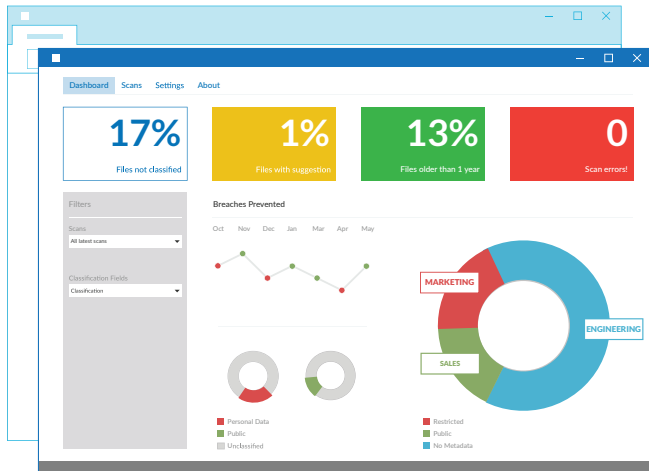 Dashboard Scans Settings About
17%
Files not classified
1%
Files with suggestion
13%
Files older than 1 year
0
Scan errors!
Filters
Scans
All latest scans
Classification Fields
Classification
Breaches Prevented
Oct Nov Dec Jan Mar Apr May
MARKETING
ENGINEERING
SALES
Personal Data
Public
Unclassified
Restricted
Public
No Metadata